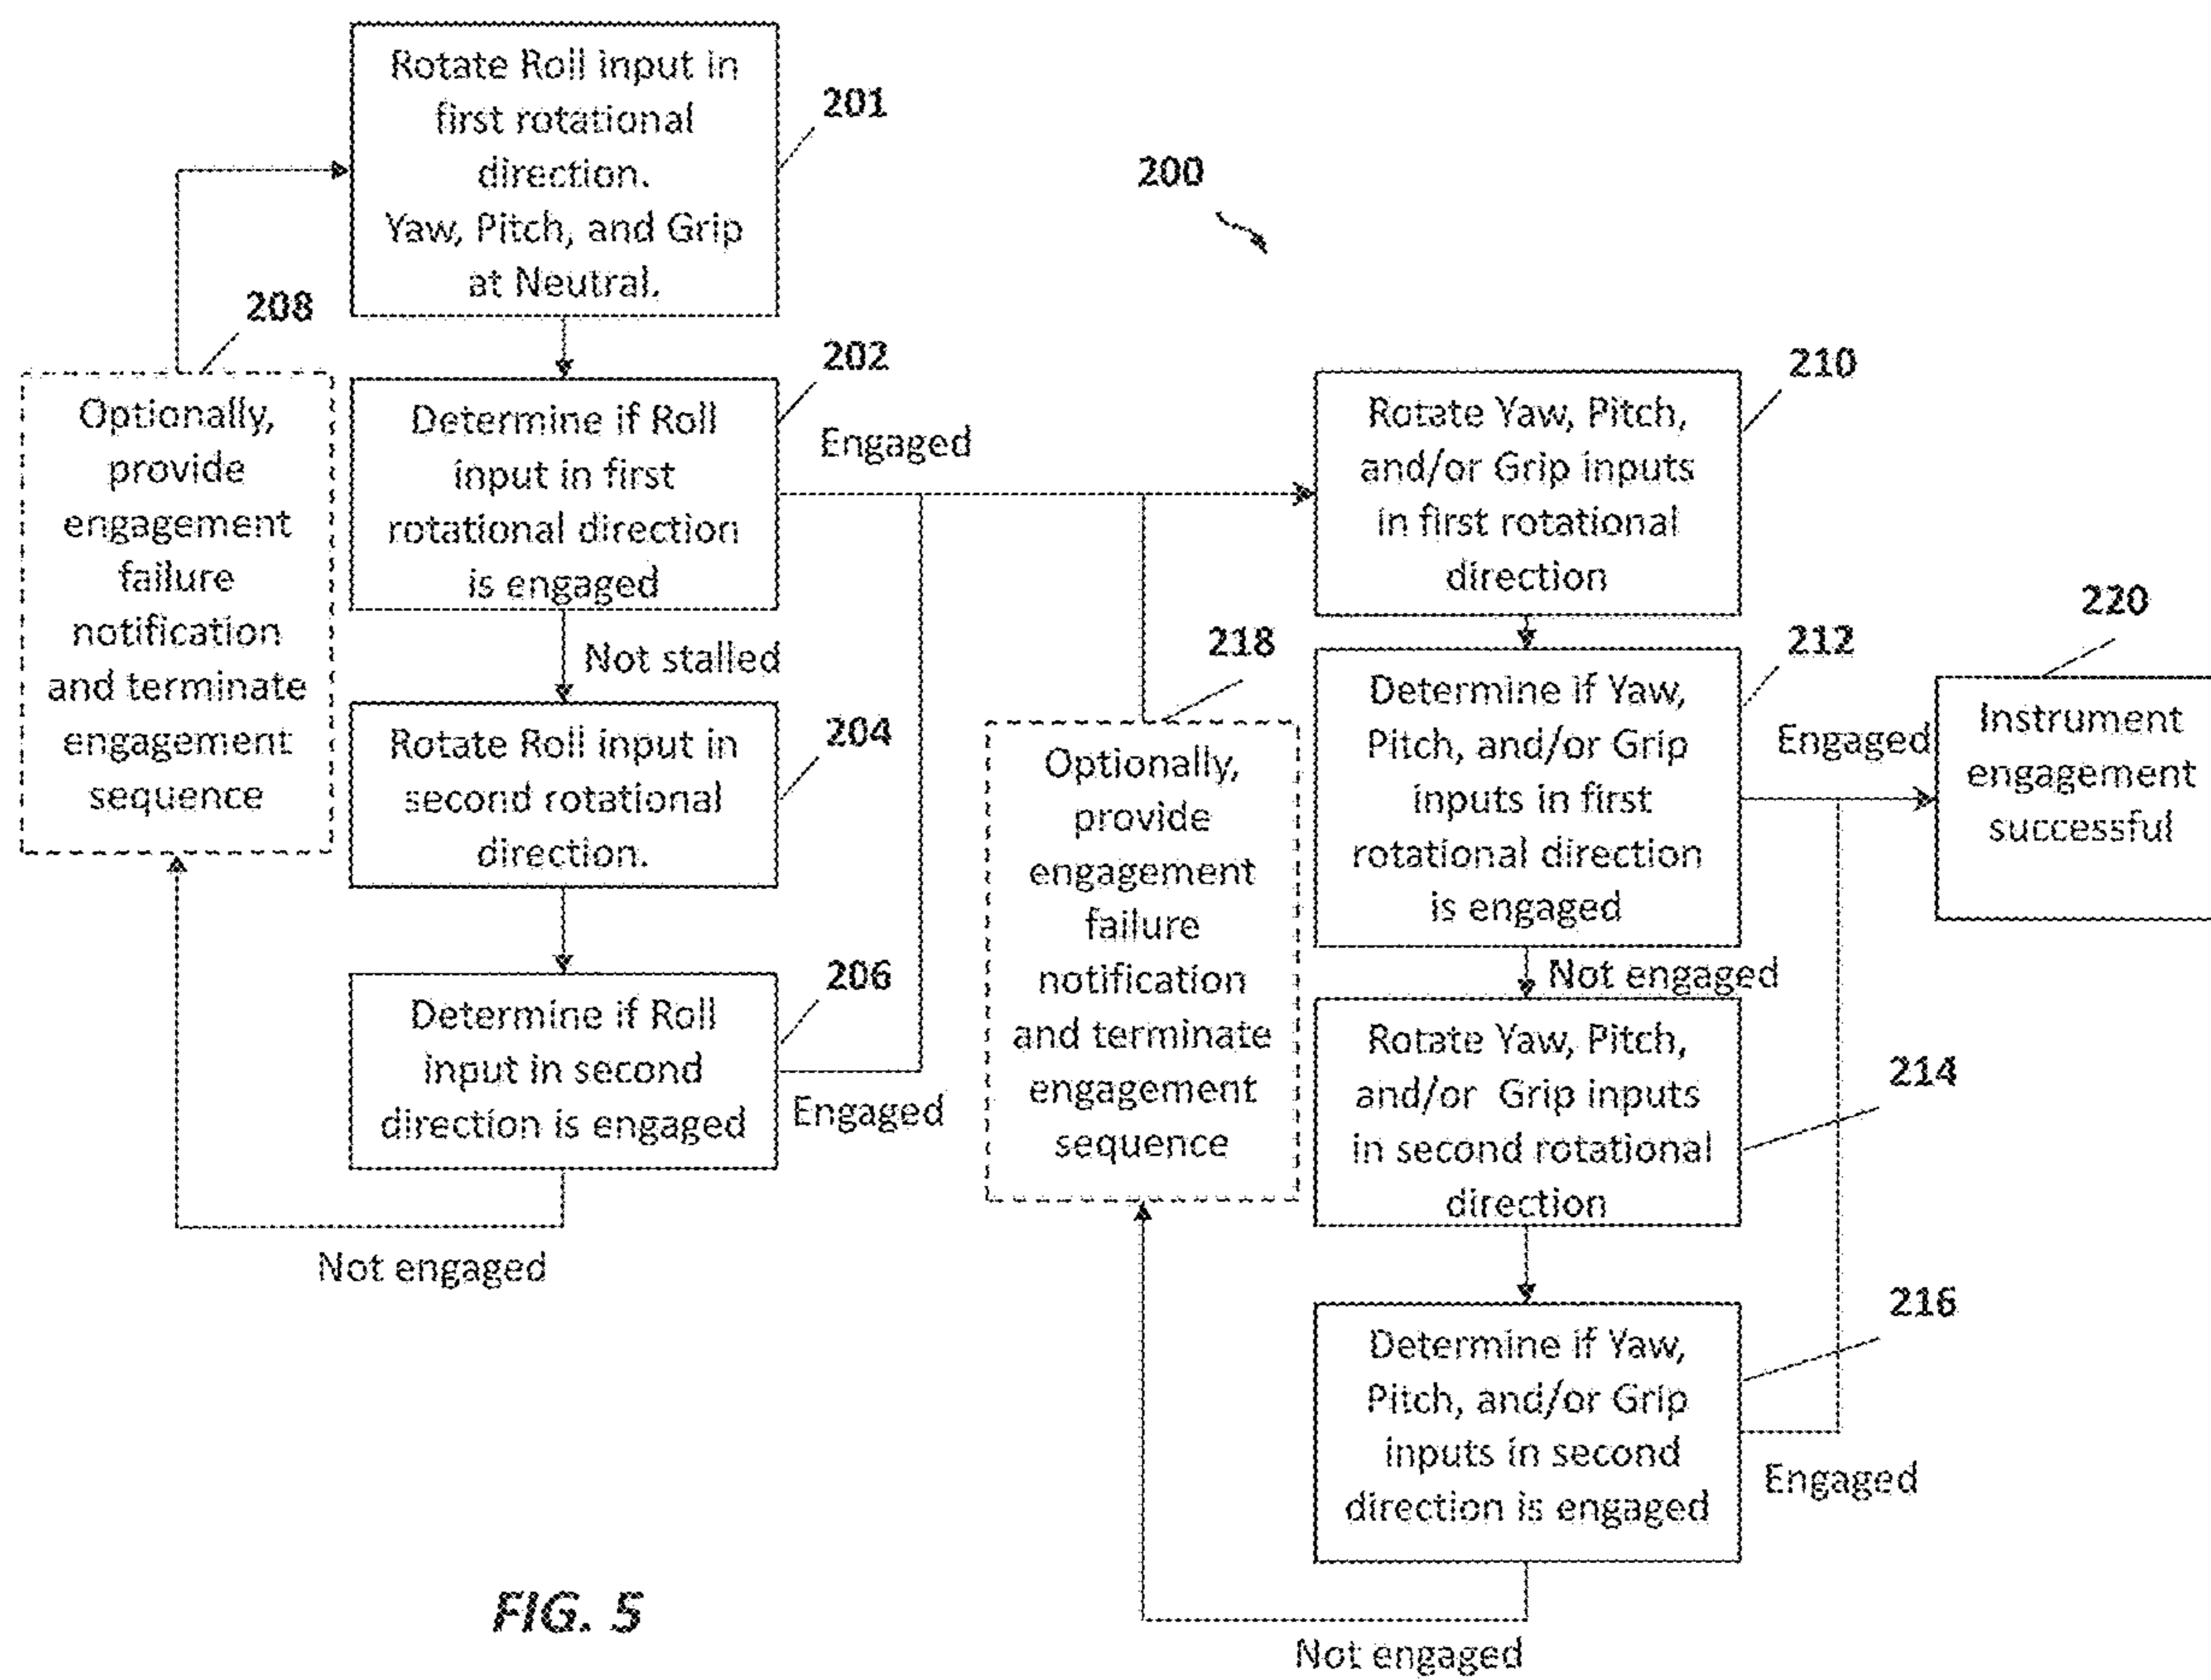 Rotate Roll input in
first rotational
direction.
Yaw, Pitch, and Grip
at Neutral.
201
200
208
Optionally,
provide
engagement
failure
notification
and terminate
engagement
sequence
202
Determine if Roll
input in first
rotational direction
is engaged
Engaged
Not stalled
204
Rotate Roll input in
second rotational
direction.
206
Determine if Roll
input in second
direction is engaged
Engaged
Not engaged
210
Rotate Yaw, Pitch,
and/or Grip inputs
in first rotational
direction
212
Determine if Yaw,
Pitch, and/or Grip
inputs in first
rotational direction
is engaged
Engaged
220
Instrument
engagement
successful
218
Optionally,
provide
engagement
failure
notification
and terminate
engagement
sequence
Not engaged
214
Rotate Yaw, Pitch,
and/or Grip inputs
in second rotational
direction
216
Determine if Yaw,
Pitch, and/or Grip
inputs in second
direction is engaged
Engaged
Not engaged
FIG. 5